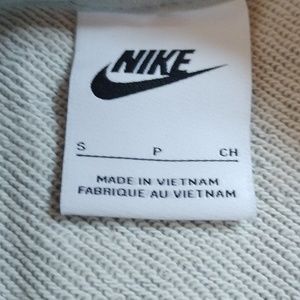 NIKE
S P CH
MADE IN VIETNAM
FABRIQUE AU VIETNAM